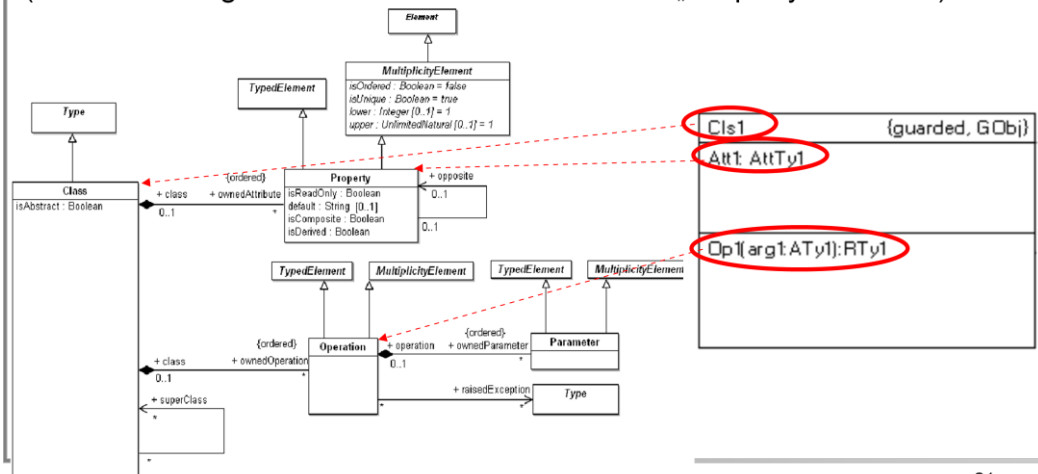 Element
MultiplicityElement
isOrdered : Boolean = false
isUnique : Boolean = true
lower : Integer [0..1] = 1
upper : UnlimitedNatural [0..1] = 1
TypedElement
Type
Class
isAbstract : Boolean
+ class
0..1
{ordered}
+ ownedAttribute
*
Property
isReadOnly : Boolean
default : String [0..1]
isComposite : Boolean
isDerived : Boolean
+ opposite
0..1
0..1
Cls1 {guarded, GObj}
Att1: AttTy1
Op1(arg1:ATy1):RTy1
TypedElement
MultiplicityElement
TypedElement
MultiplicityElement
+ class
0..1
{ordered}
+ ownedOperation
*
Operation
+ operation
0..1
{ordered}
+ ownedParameter
*
Parameter
+ raisedException
*
*
Type
+ superClass
*
*